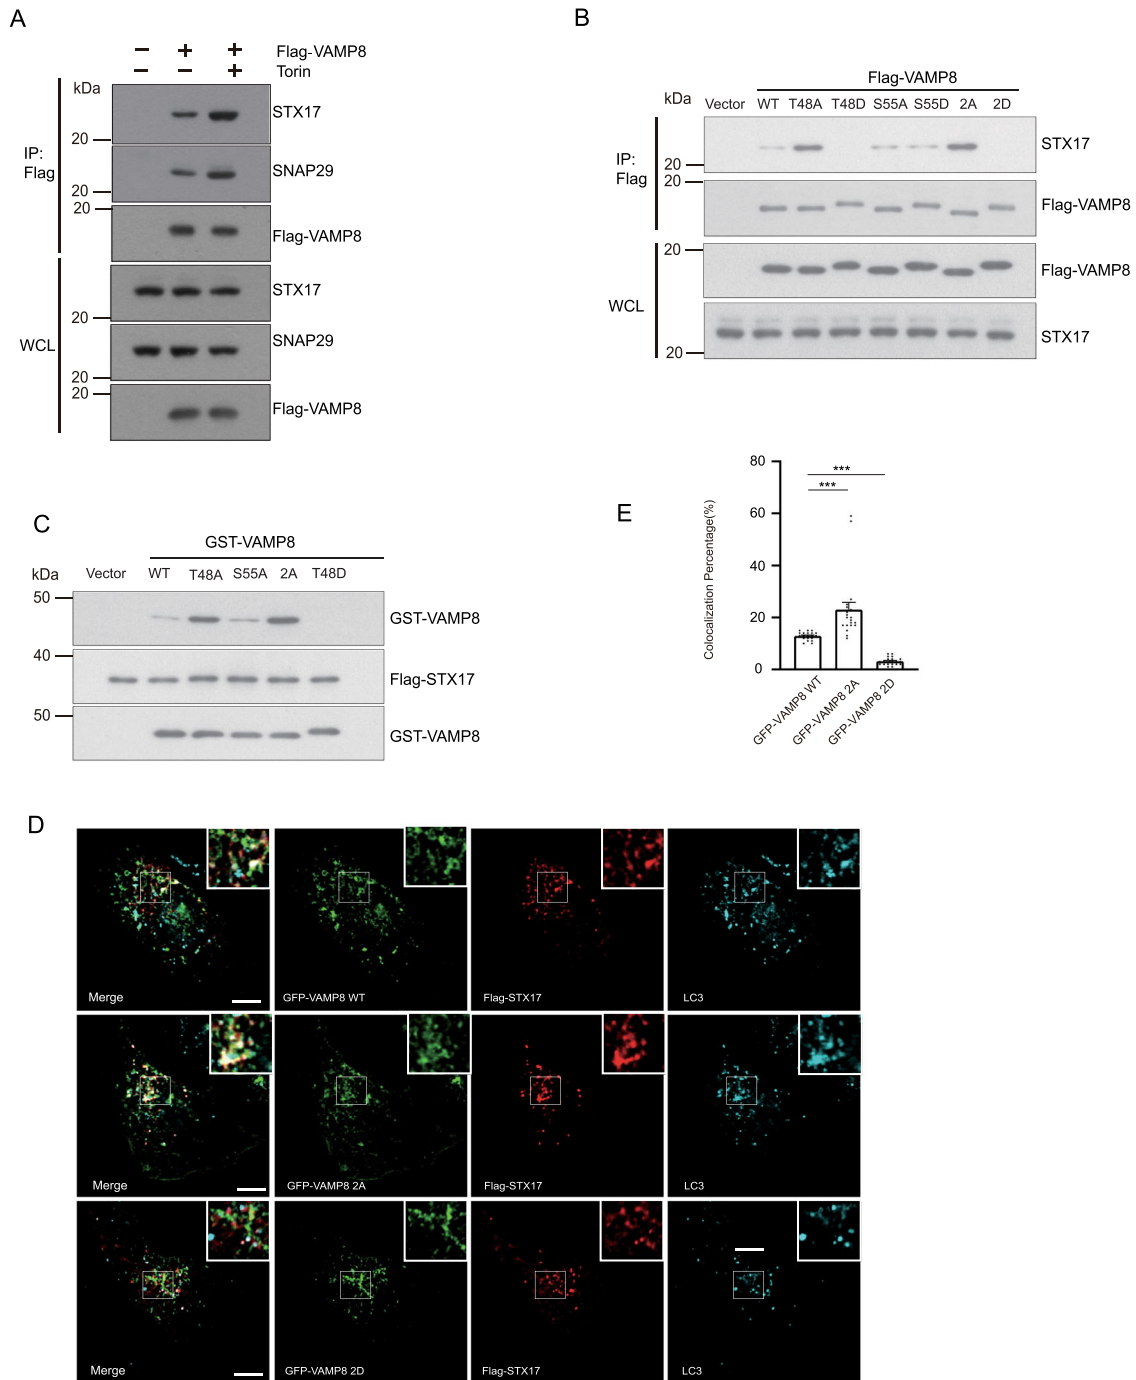 A
− + + Flag-VAMP8
− − + Torin
kDa
STX17
20
IP:
Flag
SNAP29
20
20
Flag-VAMP8
STX17
20
WCL
SNAP29
20
20
Flag-VAMP8
B
Flag-VAMP8
kDa
Vector WT T48A T48D S55A S55D 2A 2D
STX17
20
IP:
Flag
20
Flag-VAMP8
20
Flag-VAMP8
WCL
STX17
20
C
GST-VAMP8
kDa Vector WT T48A S55A 2A T48D
50
GST-VAMP8
40
Flag-STX17
50
GST-VAMP8
E
Colocalization Percentage(%)
80
60
40
20
0
***
***
GFP-VAMP8 WT
GFP-VAMP8 2A
GFP-VAMP8 2D
D
Merge GFP-VAMP8 WT Flag-STX17 LC3
Merge GFP-VAMP8 2A Flag-STX17 LC3
Merge GFP-VAMP8 2D Flag-STX17 LC3